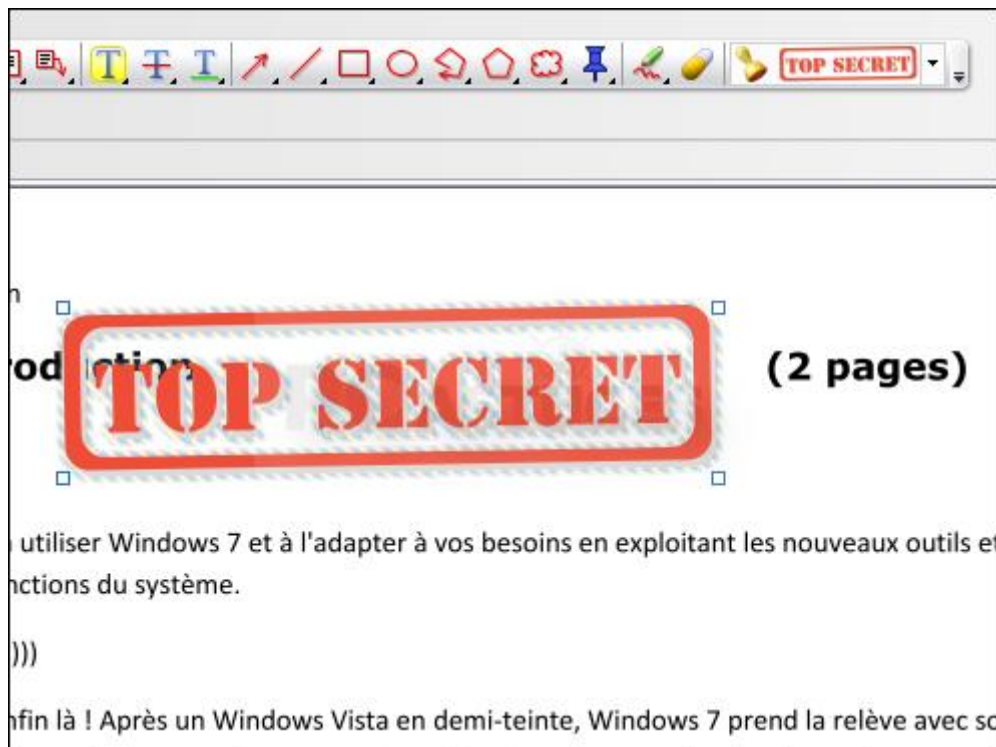 T T T TOP SECRET
n
roduction (2 pages)
TOP SECRET
utiliser Windows 7 et à l'adapter à vos besoins en exploitant les nouveaux outils et
nctions du système.
)))
nfin là ! Après un Windows Vista en demi-teinte, Windows 7 prend la relève avec so